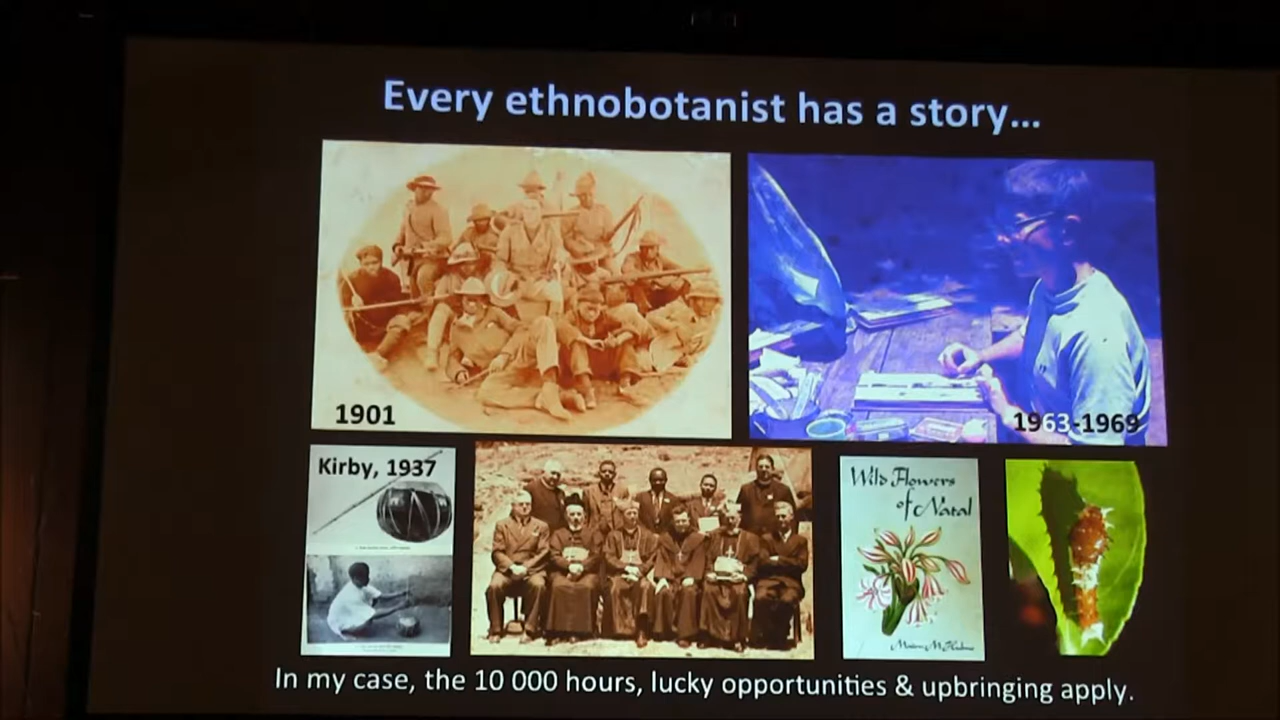 Every ethnobotanist has a story...
1901
1963-1969
Kirby, 1937
Wild Flowers
of Natal
In my case, the 10 000 hours, lucky opportunities & upbringing apply.